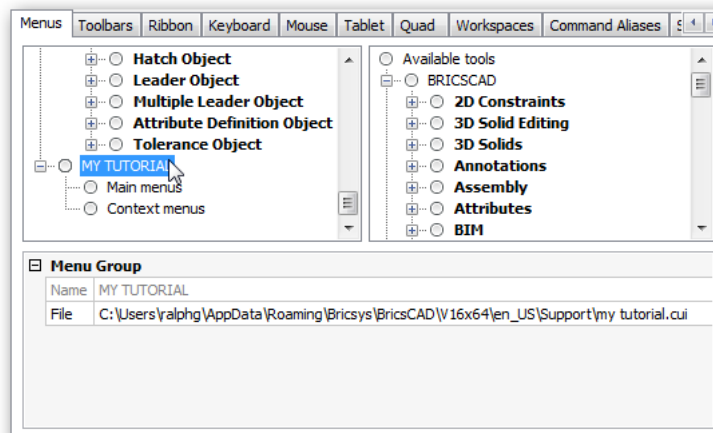 Menus Toolbars Ribbon Keyboard Mouse Tablet Quad Workspaces Command Aliases
Hatch Object
Leader Object
Multiple Leader Object
Attribute Definition Object
Tolerance Object
MY TUTORIAL
Main menus
Context menus
Available tools
BRICSCAD
2D Constraints
3D Solid Editing
3D Solids
Annotations
Assembly
Attributes
BIM
Menu Group
Name MY TUTORIAL
File C:\Users\ralphg\AppData\Roaming\Bricsys\BricsCAD\V16x64\en_US\Support\my tutorial.cui